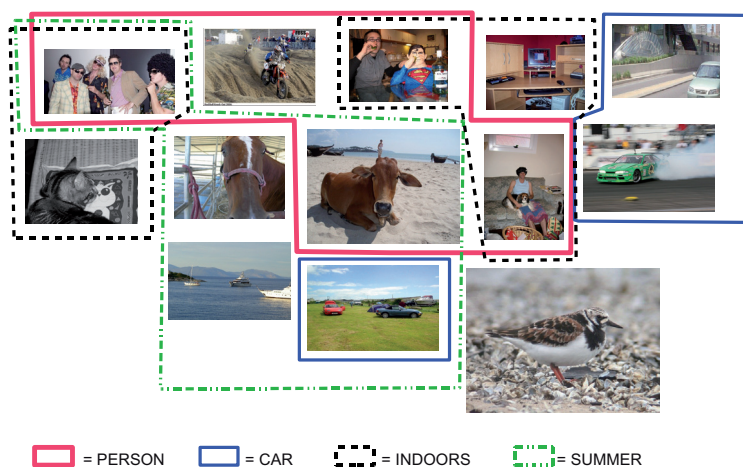 = PERSON = CAR = INDOORS = SUMMER